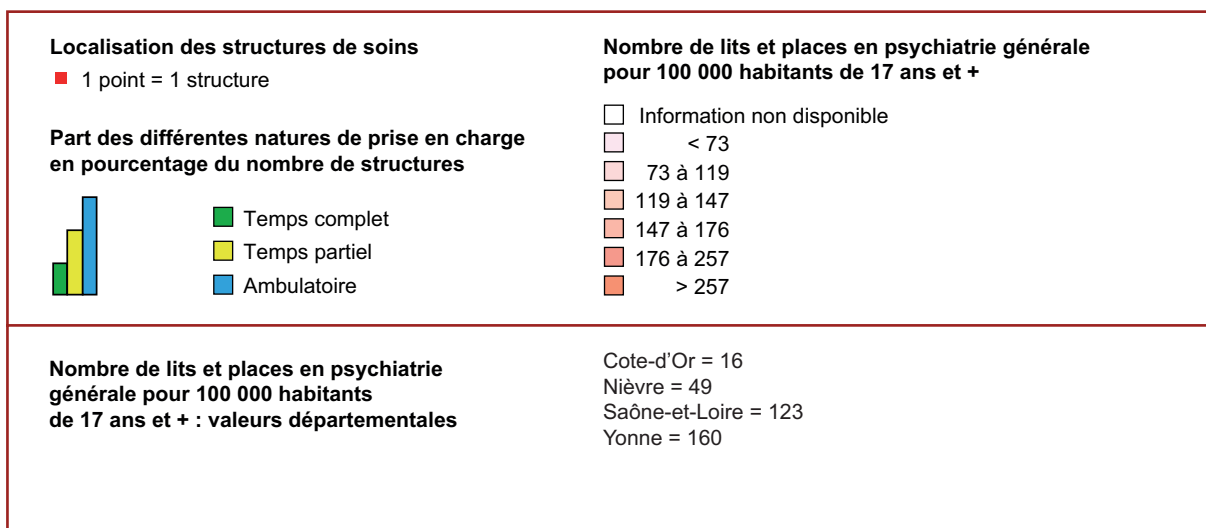 Localisation des structures de soins
1 point = 1 structure
Part des différentes natures de prise en charge
en pourcentage du nombre de structures
Temps complet
Temps partiel
Ambulatoire
Nombre de lits et places en psychiatrie générale
pour 100 000 habitants de 17 ans et +
Information non disponible
< 73
73 à 119
119 à 147
147 à 176
176 à 257
> 257
Nombre de lits et places en psychiatrie
générale pour 100 000 habitants
de 17 ans et + : valeurs départementales
Cote-d'Or = 16
Nièvre = 49
Saône-et-Loire = 123
Yonne = 160